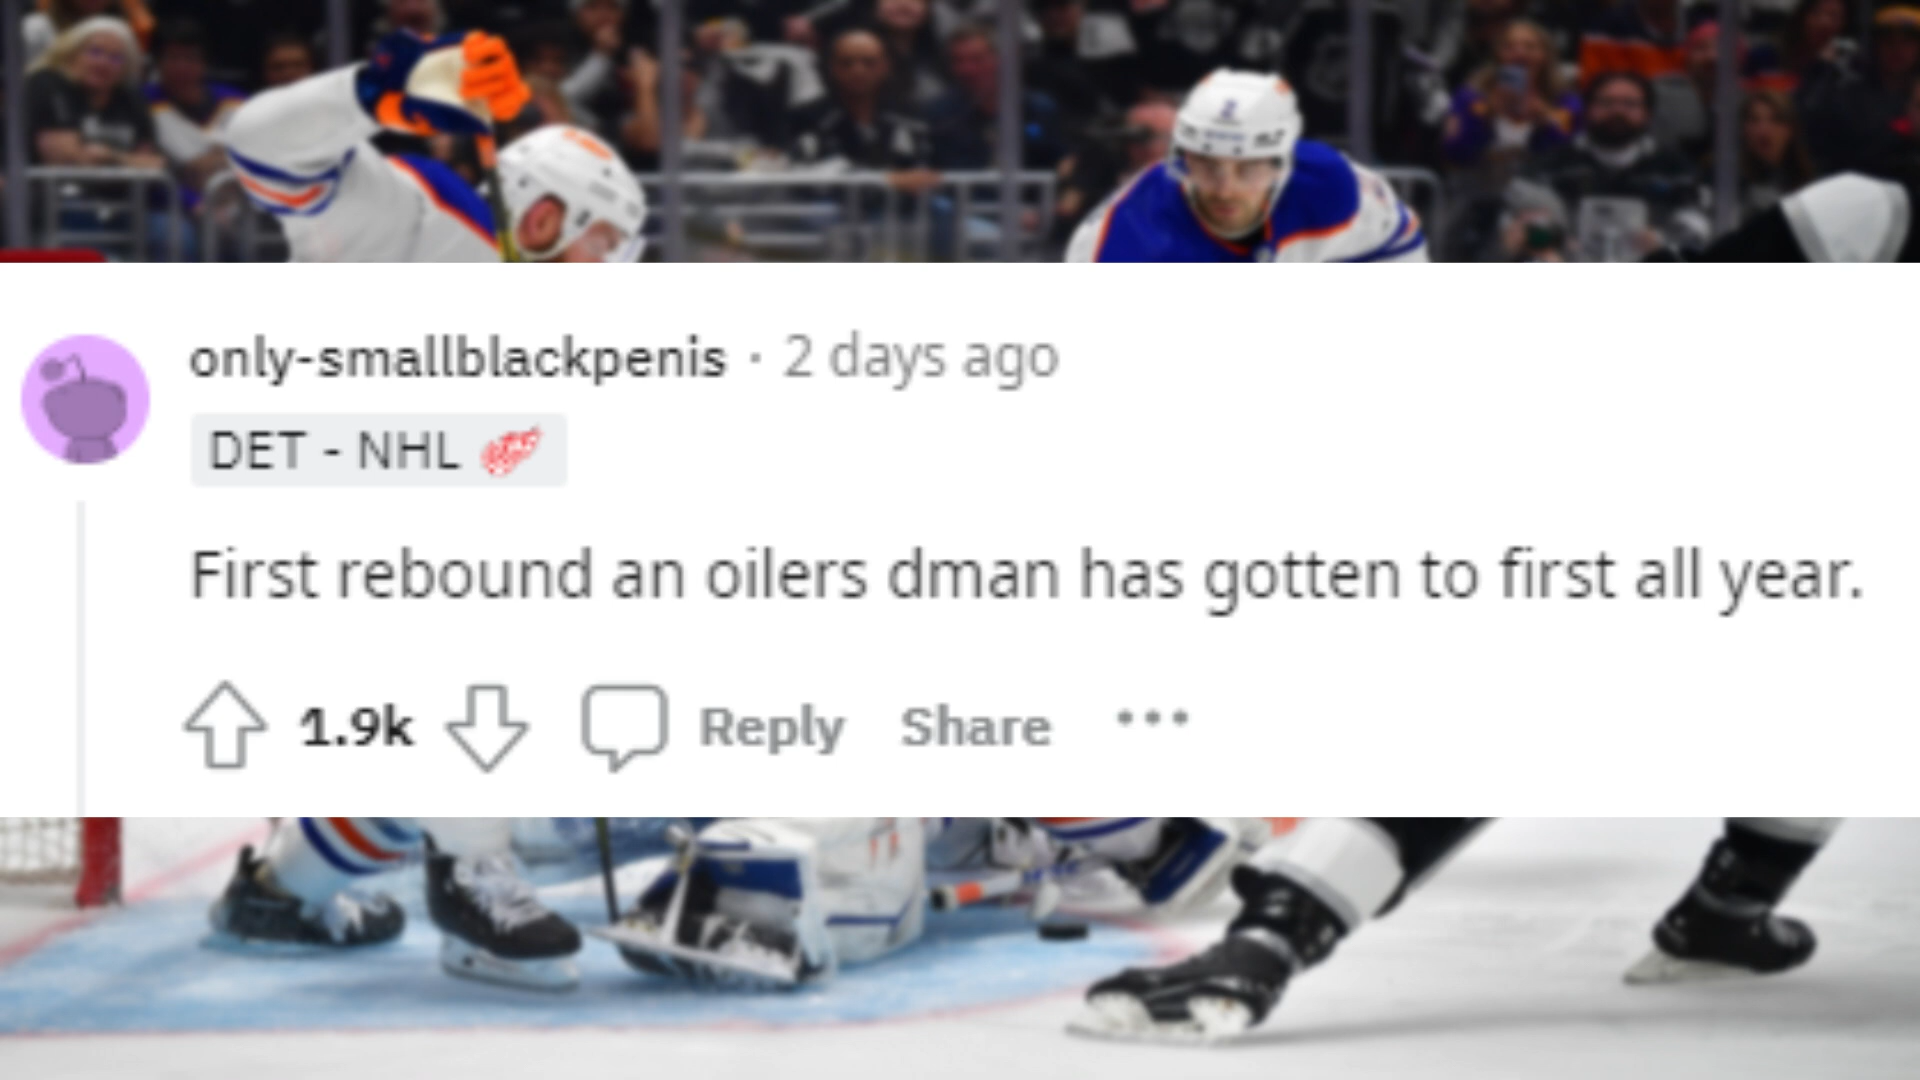 2
only-smallblackpenis · 2 days ago
DET - NHL
First rebound an oilers dman has gotten to first all year.
1.9k Reply Share •••